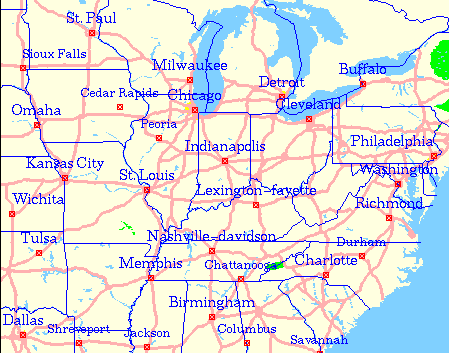 St. Paul
Sioux Falls
Milwaukee
Detroit
Buffalo
Cedar Rapids
Chicago
Cleveland
Omaha
Peoria
Indianapolis
Philadelphia
Kansas City
St. Louis
Washington
Lexington-fayette
Wichita
Richmond
Tulsa
Nashville-davidson
Durham
Memphis
Chattanooga
Charlotte
Birmingham
Dallas
Shreveport
Jackson
Columbus
Savannah